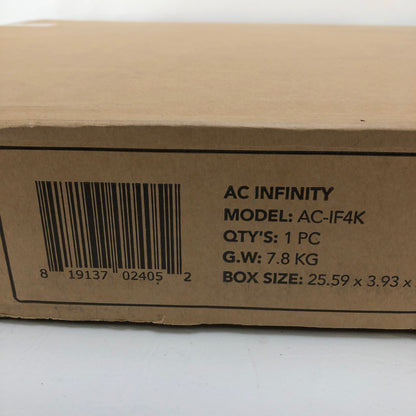 AC INFINITY
MODEL: AC-IF4K
QTY'S: 1 PC
G.W: 7.8 KG
BOX SIZE: 25.59 x 3.93 x
8 19137 02405 2